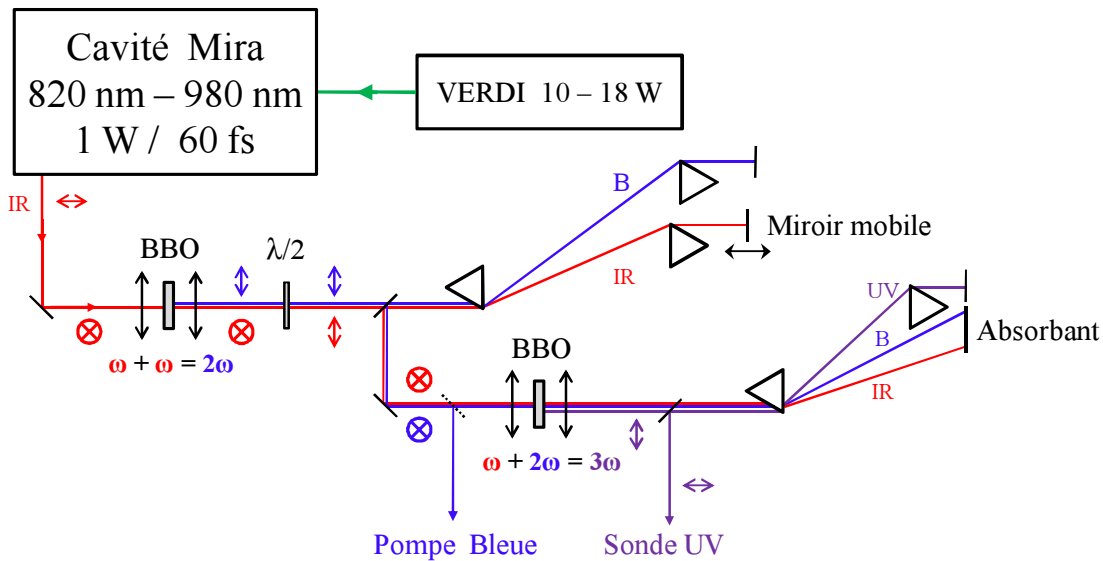 Cavité Mira
820 nm – 980 nm
1 W / 60 fs
VERDI 10 – 18 W
IR
B
Miroir mobile
IR
BBO
λ/2
ω + ω = 2ω
UV
B
Absorbant
IR
BBO
ω + 2ω = 3ω
Pompe Bleue
Sonde UV